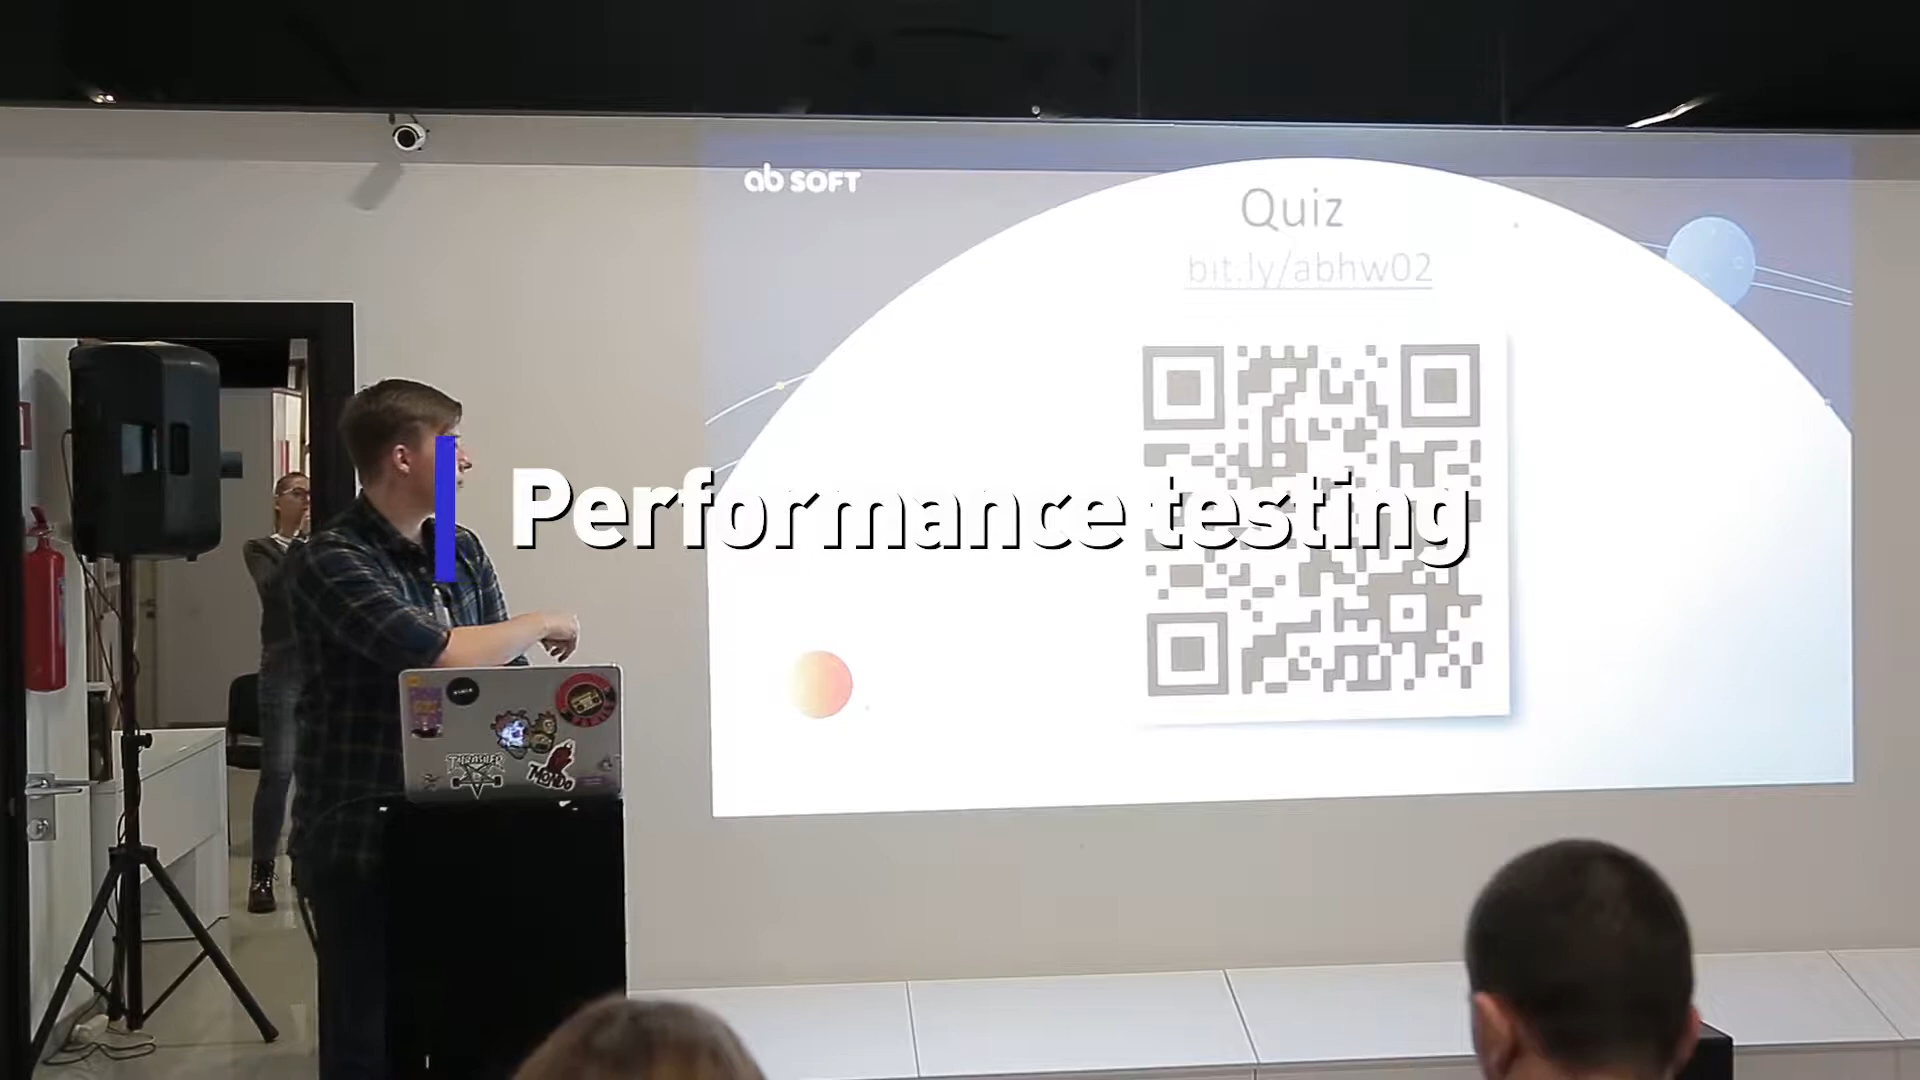 ab SOFT
Quiz
bit.ly/abhw02
Performance testing
THRASHER